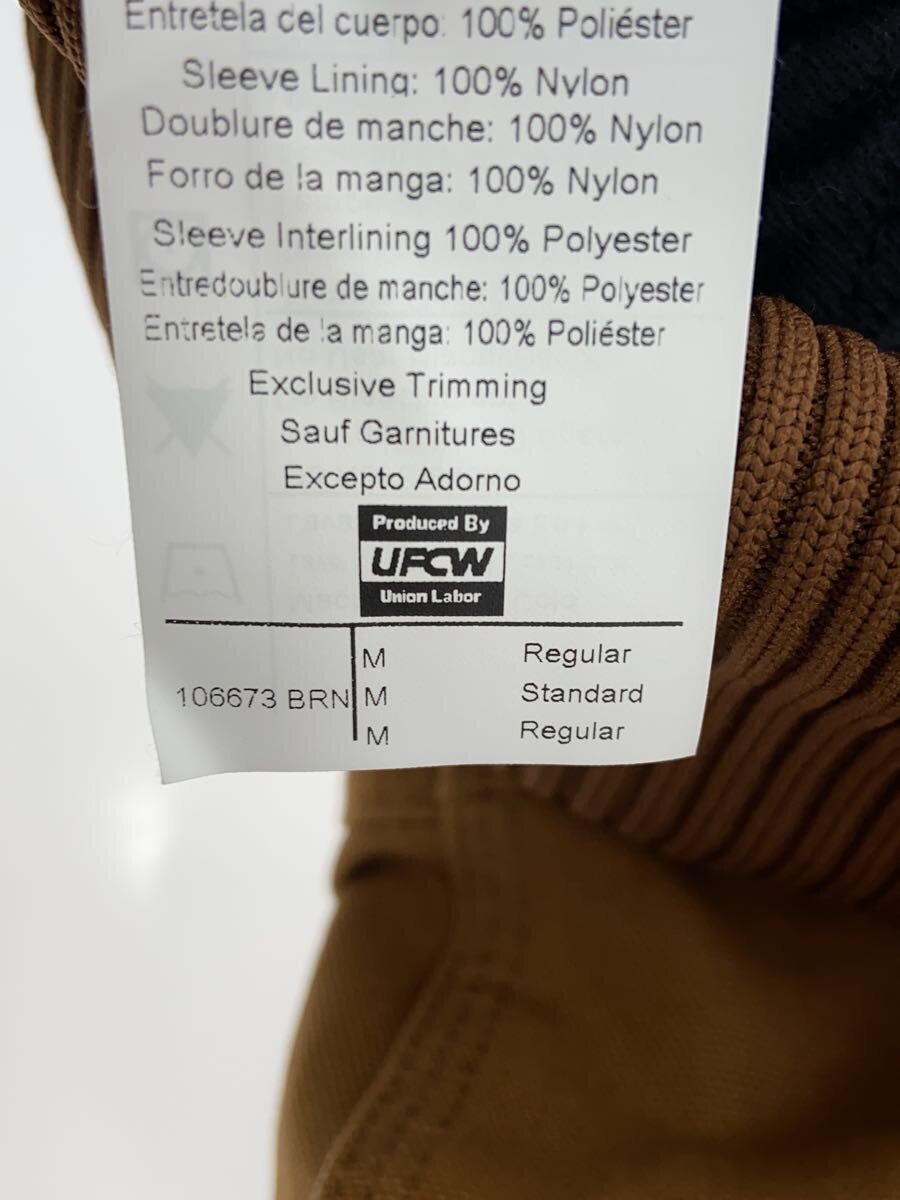 Entretela del cuerpo: 100% Poliéster
Sleeve Lining: 100% Nylon
Doublure de manche: 100% Nylon
Forro de la manga: 100% Nylon
Sleeve Interlining 100% Polyester
Entredoublure de manche: 100% Polyester
Entretela de la manga: 100% Poliéster
Exclusive Trimming
Sauf Garnitures
Excepto Adorno
Produced By
UFCW
Union Labor
M Regular
106673 BRN M Standard
M Regular